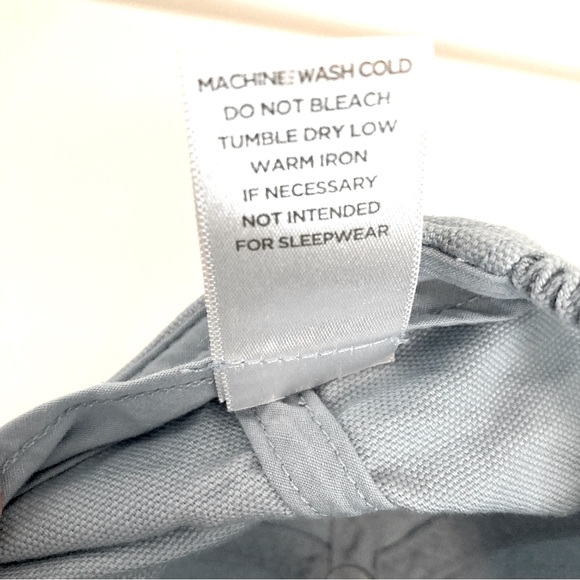 MACHINE WASH COLD
DO NOT BLEACH
TUMBLE DRY LOW
WARM IRON
IF NECESSARY
NOT INTENDED
FOR SLEEPWEAR